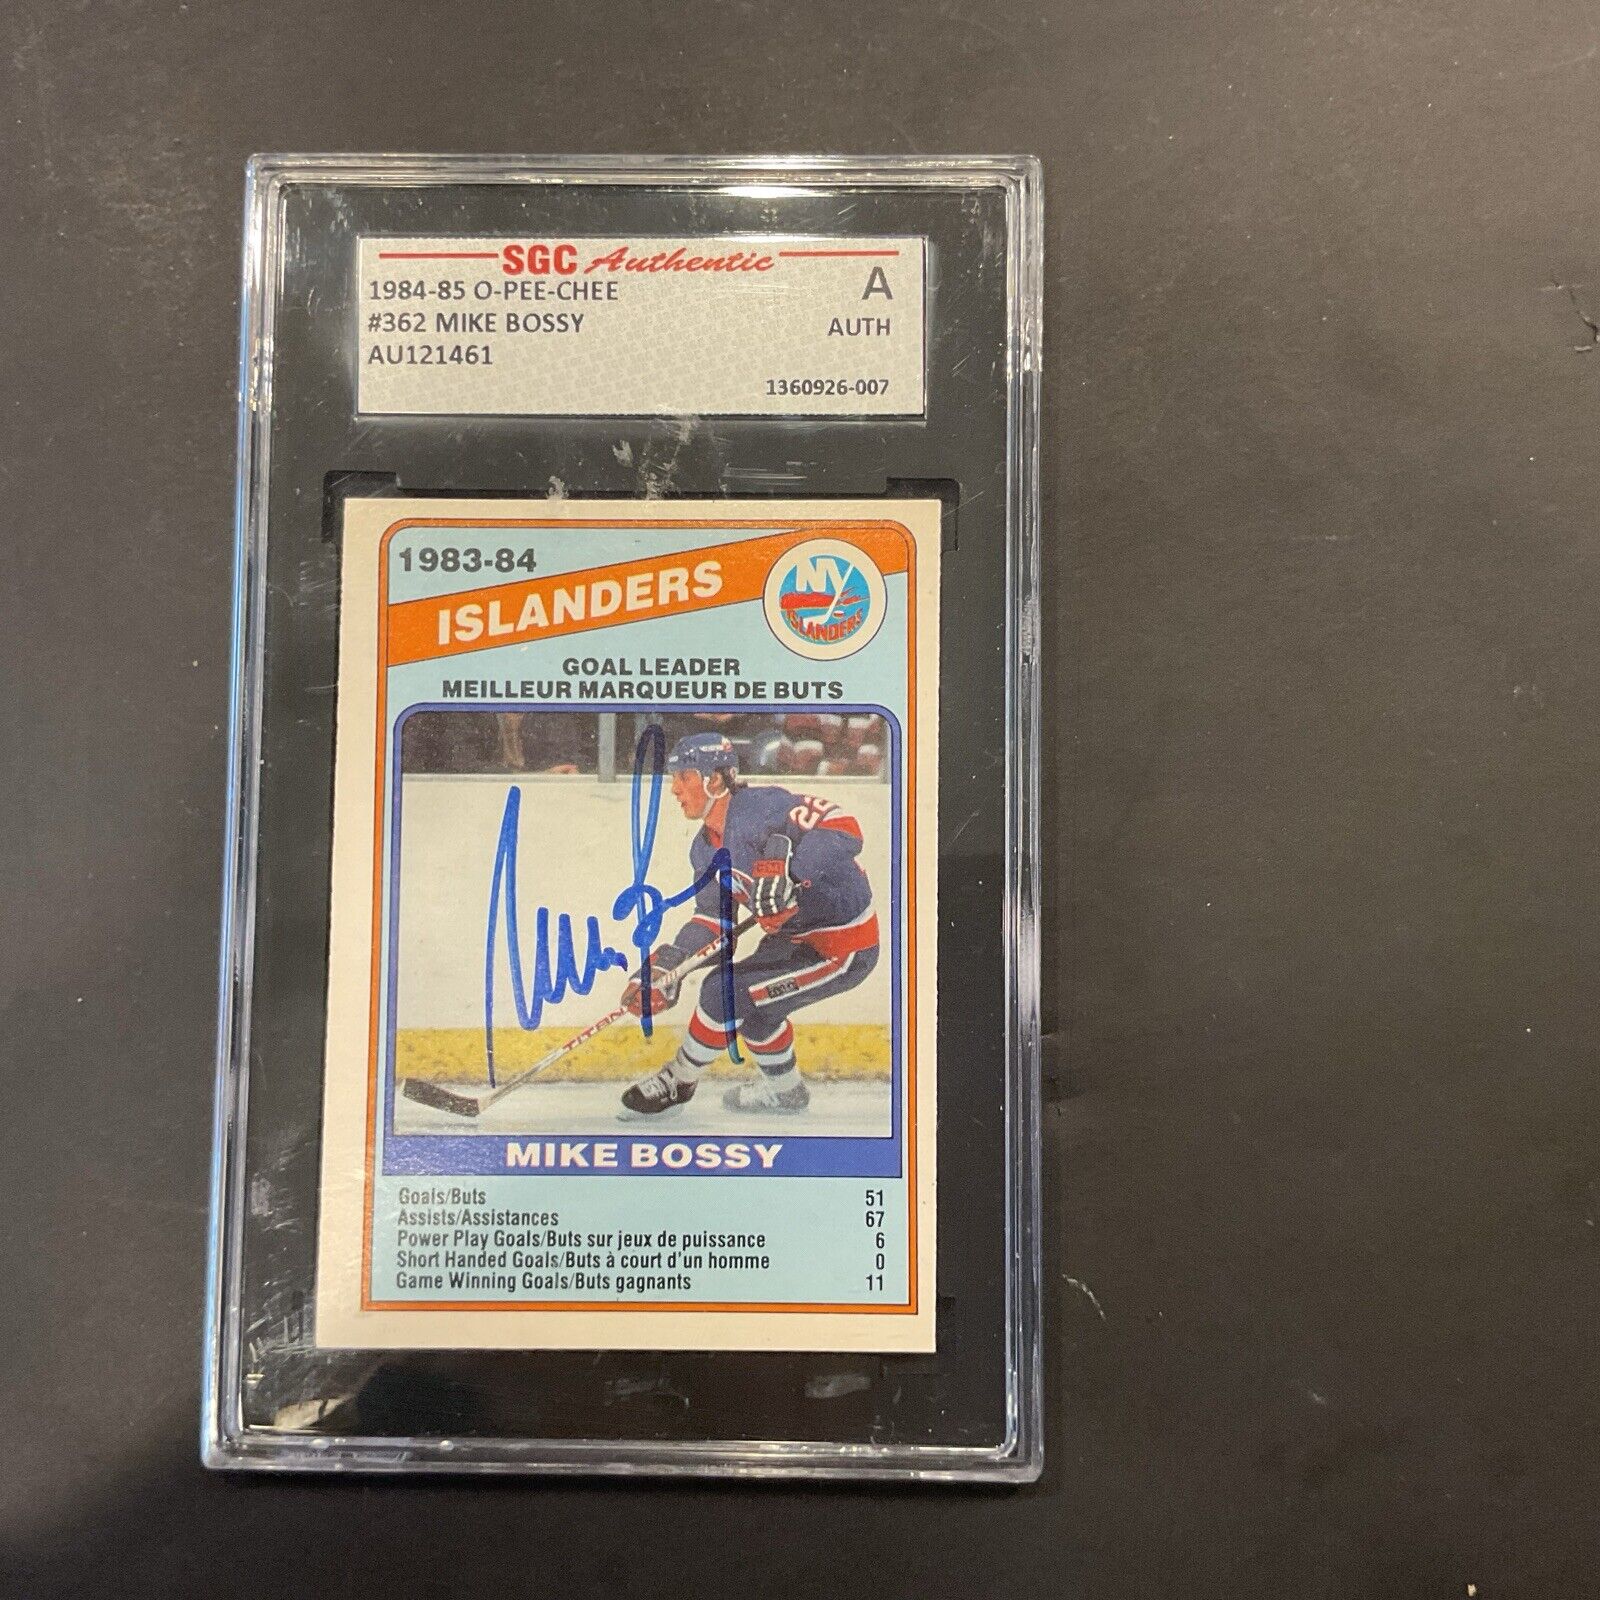 SGC Authentic
1984-85 O-PEE-CHEE A
#362 MIKE BOSSY AUTH
AU121461
1360926-007
1983-84
ISLANDERS
NY
ISLANDERS
GOAL LEADER
MEILLEUR MARQUEUR DE BUTS
22
TITAN
MIKE BOSSY
Goals/Buts 51
Assists/Assistances 67
Power Play Goals/Buts sur jeux de puissance 6
Short Handed Goals/Buts à court d'un homme 0
Game Winning Goals/Buts gagnants 11